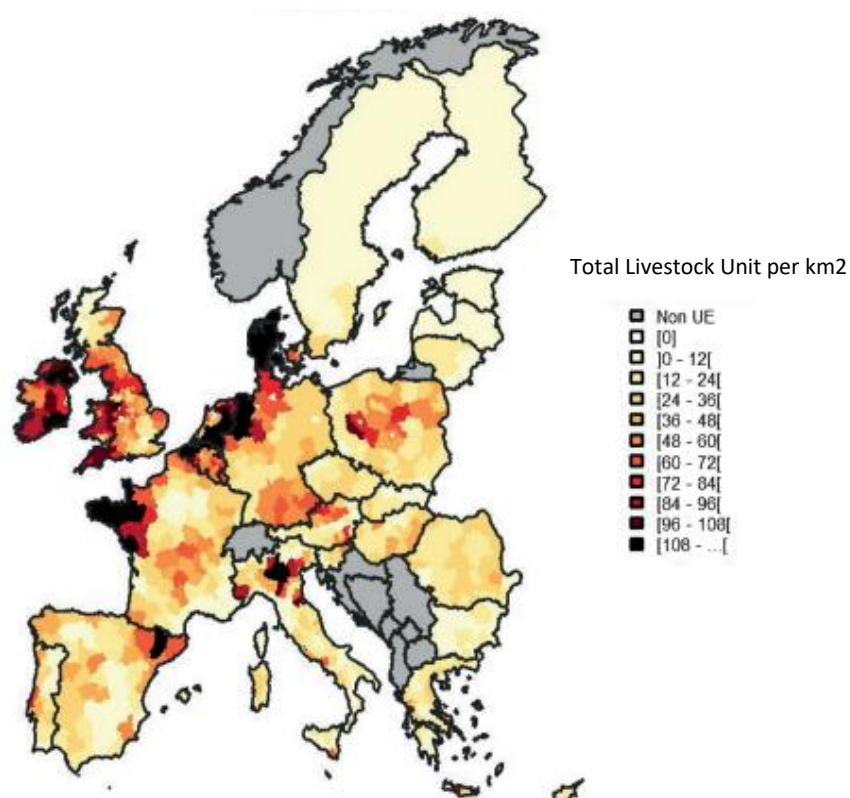 Total Livestock Unit per km2
Non UE
[0]
]0 - 12[
[12 - 24[
[24 - 36[
[36 - 48[
[48 - 60[
[60 - 72[
[72 - 84[
[84 - 96[
[96 - 108[
[108 - ...[